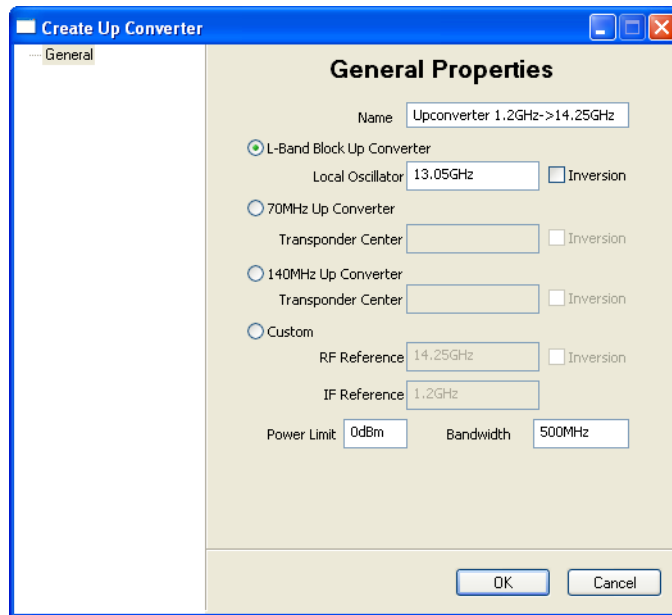 Create Up Converter
General
General Properties
Name Upconverter 1.2GHz->14.25GHz
L-Band Block Up Converter
Local Oscillator 13.05GHz Inversion
70MHz Up Converter
Transponder Center Inversion
140MHz Up Converter
Transponder Center Inversion
Custom
RF Reference 14.25GHz Inversion
IF Reference 1.2GHz
Power Limit 0dBm Bandwidth 500MHz
OK Cancel